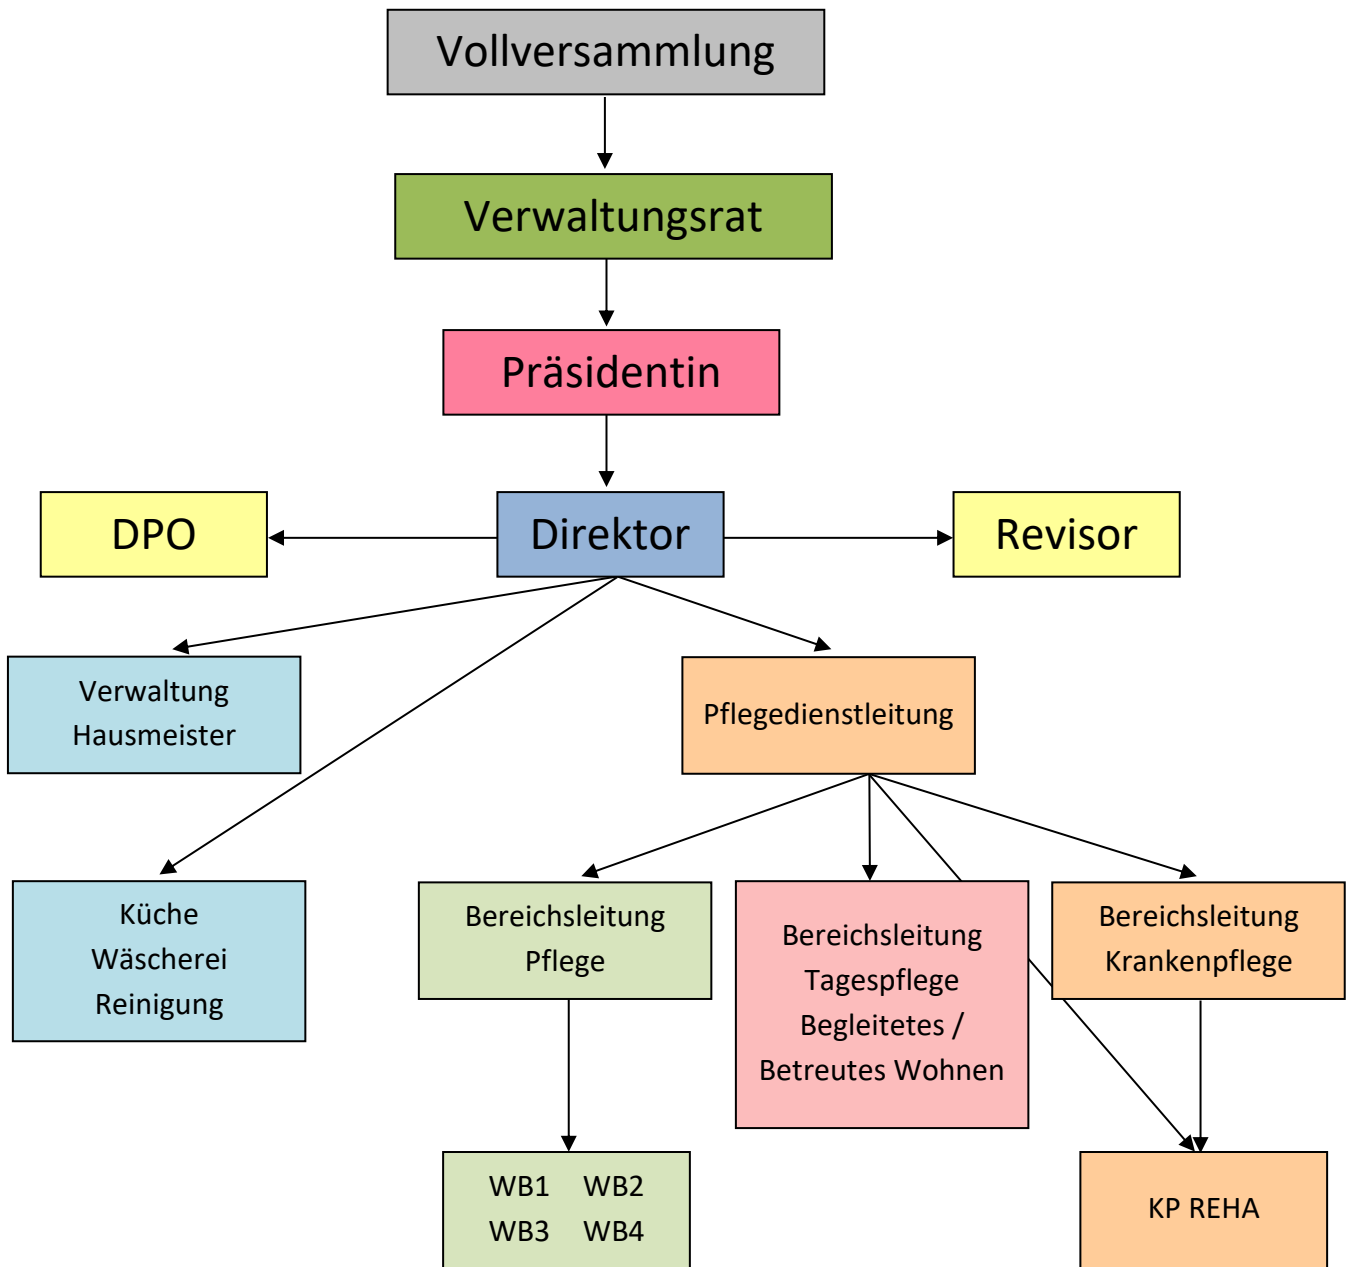 Vollversammlung
Verwaltungsrat
Präsidentin
DPO
Direktor
Revisor
Verwaltung
Hausmeister
Pflegedienstleitung
Küche
Wäscherei
Reinigung
Bereichsleitung
Pflege
Bereichsleitung
Tagespflege
Begleitetes /
Betreutes Wohnen
Bereichsleitung
Krankenpflege
WB1 WB2
WB3 WB4
KP REHA